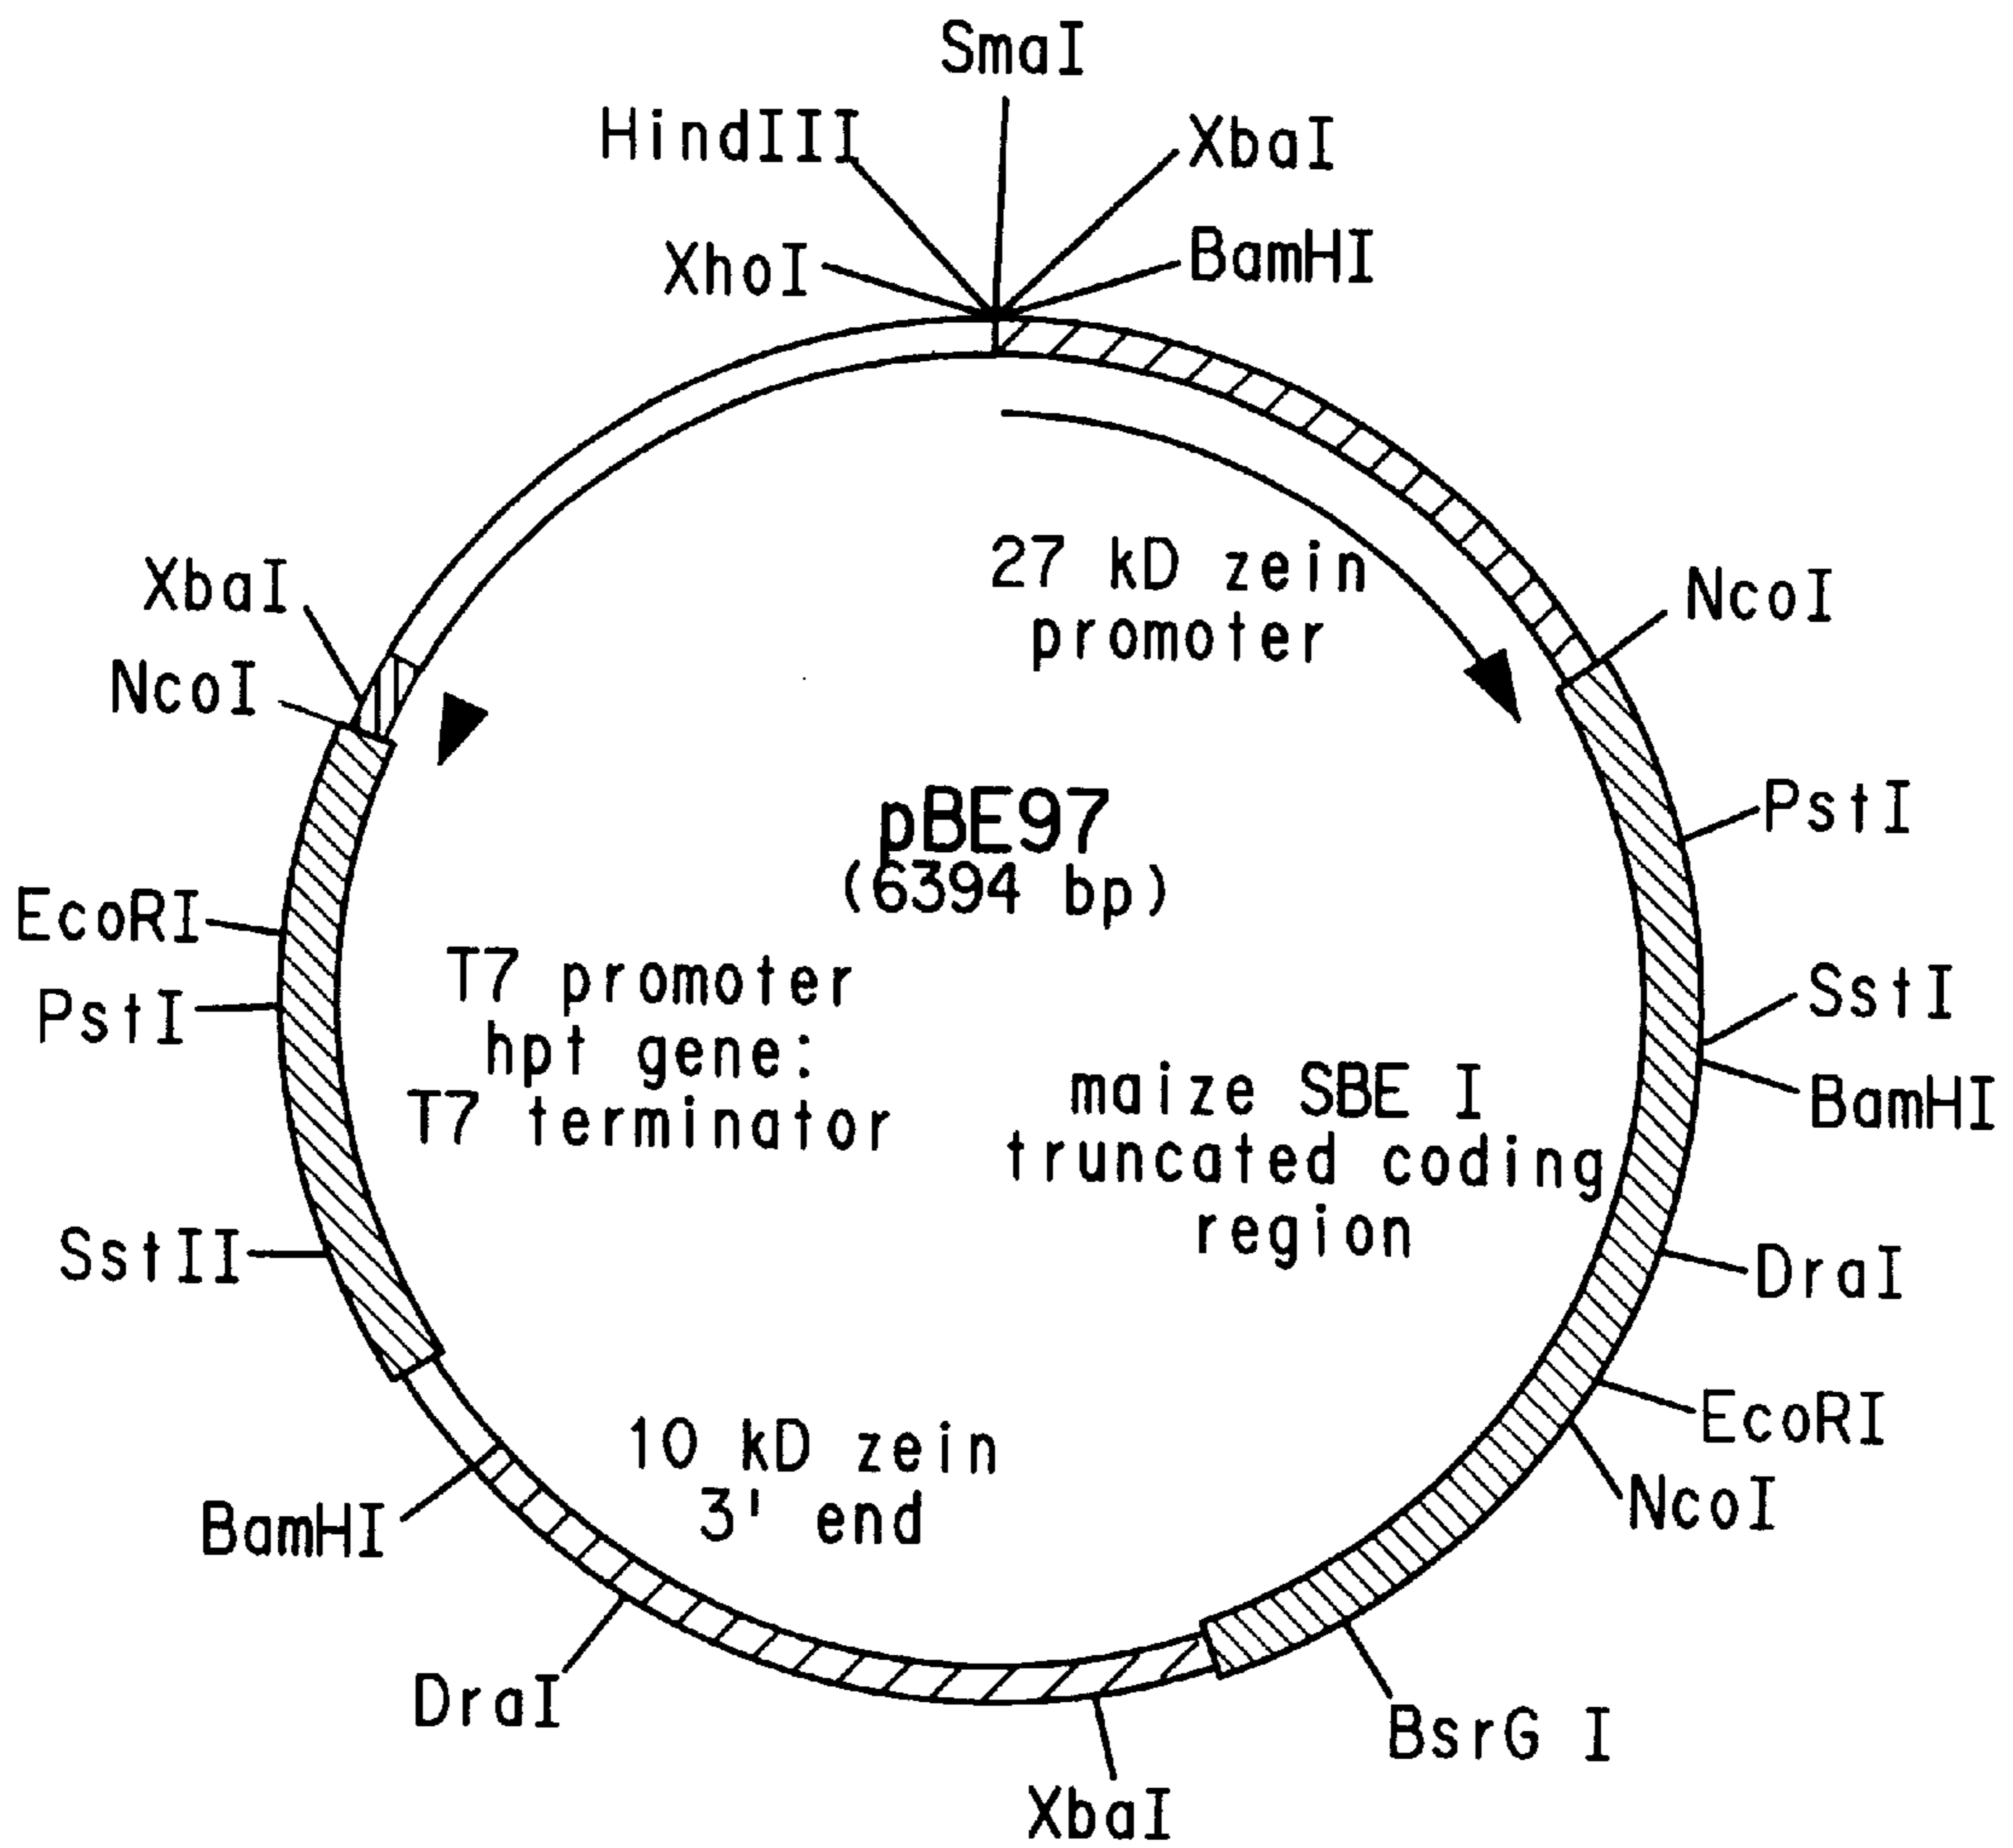 SmaI
HindIII
XbaI
XhoI
BamHI
27 kD zein
promoter
XbaI
NcoI
NcoI
pBE97
(6394 bp)
PstI
EcoRI
PstI
T7 promoter
hpt gene:
T7 terminator
SstI
BamHI
maize SBE I
truncated coding
region
SstII
DraI
EcoRI
NcoI
10 kD zein
3' end
BamHI
DraI
BsrG I
XbaI